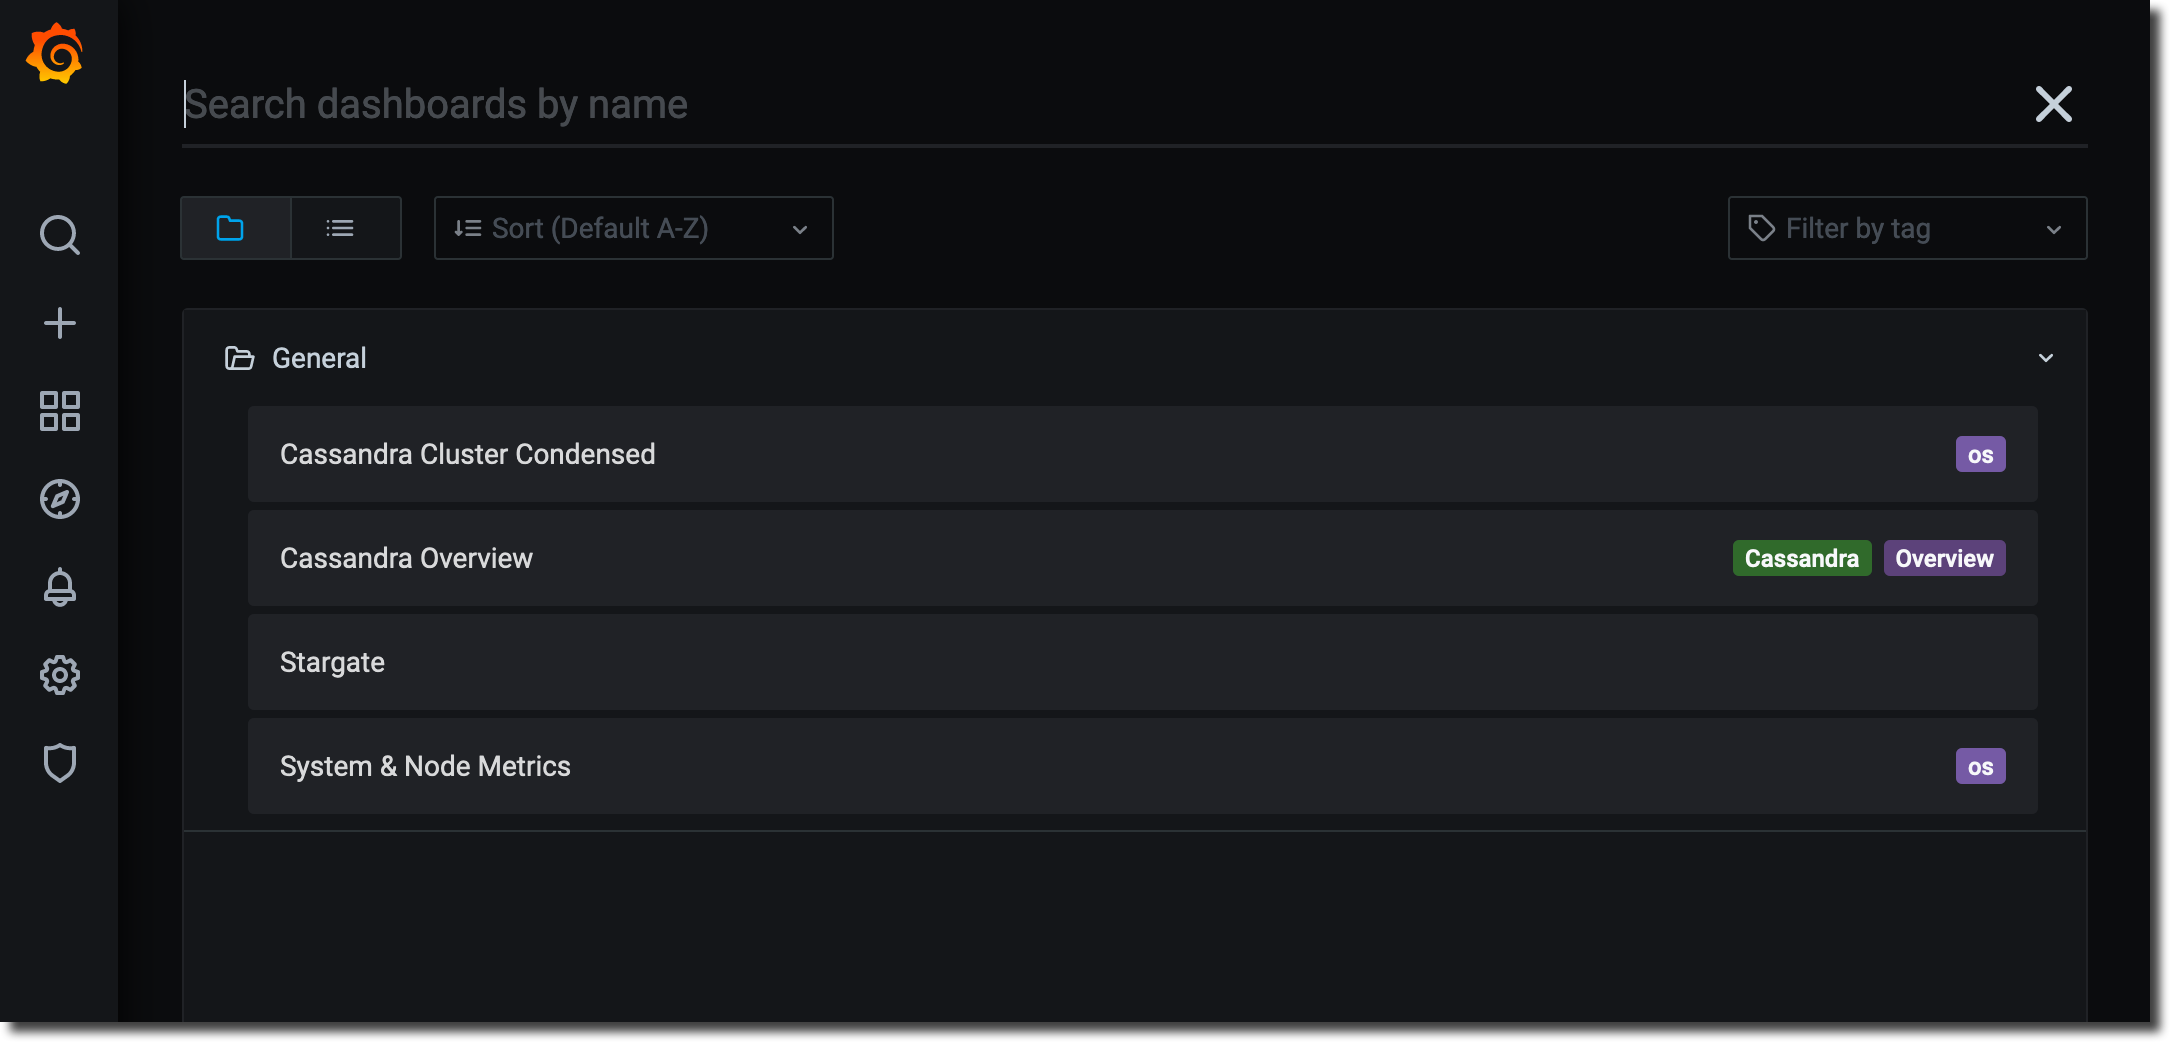 Search dashboards by name
Sort (Default A-Z)
Filter by tag
General
Cassandra Cluster Condensed
os
Cassandra Overview
Cassandra
Overview
Stargate
System & Node Metrics
os